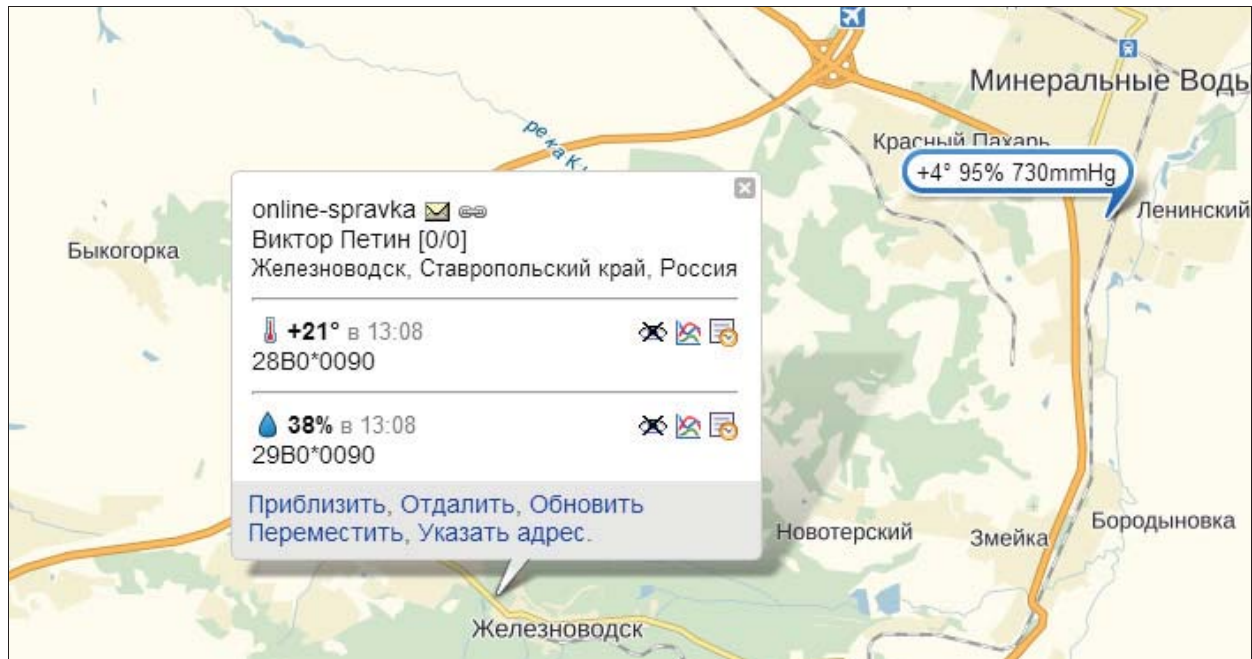 Минеральные Воды
река К
Красный Пахарь
+4° 95% 730mmHg
Ленинский
Быкогорка
online-spravka
Виктор Петин [0/0]
Железноводск, Ставропольский край, Россия
+21° в 13:08
28B0*0090
38% в 13:08
29B0*0090
Приблизить, Отдалить, Обновить
Переместить, Указать адрес.
Новотерский
Змейка
Бородыновка
Железноводск